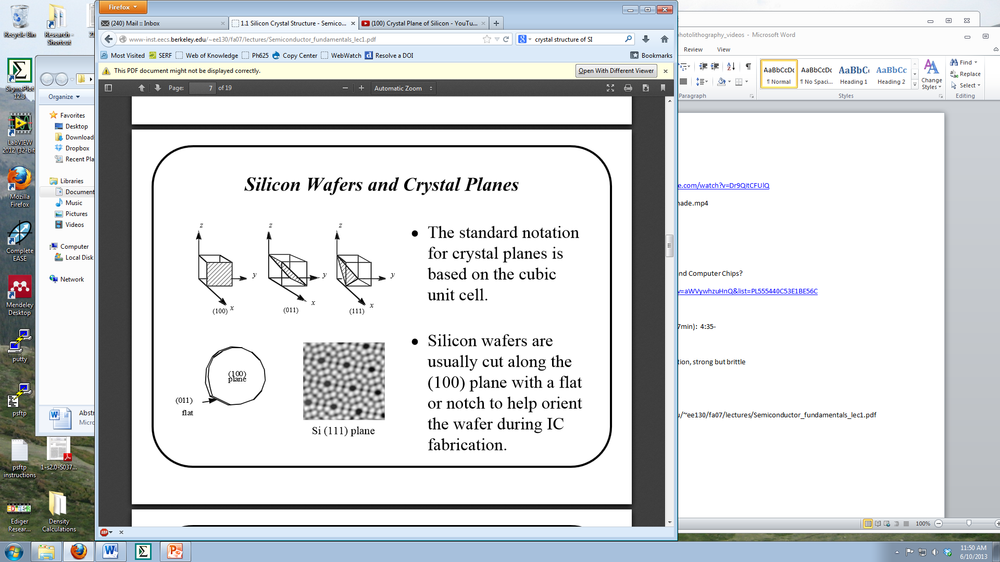 Firefox
(240) Mail :: Inbox
1.1 Silicon Crystal Structure - Semico...
(100) Crystal Plane of Silicon - YouTu...
www-inst.eecs.berkeley.edu/~ee130/fa07/lectures/Semiconductor_fundamentals_lec1.pdf
crystal structure of SI
Most Visited SERF Web of Knowledge Ph625 Copy Center WebWatch Resolve a DOI Bookmarks
This PDF document might not be displayed correctly.
Open With Different Viewer
Page: 7 of 19
Automatic Zoom
Silicon Wafers and Crystal Planes
z
y
x
(100)
z
y
x
(011)
z
y
x
(111)
• The standard notation
for crystal planes is
based on the cubic
unit cell.
(100)
plane
(011)
flat
Si (111) plane
• Silicon wafers are
usually cut along the
(100) plane with a flat
or notch to help orient
the wafer during IC
fabrication.
ABP
Recycle Bin
Research -
Shortcut
SigmaPlot
12.3
LabVIEW
2012 (32-bit
Mozilla
Firefox
Complete
EASE
Mendeley
Desktop
putty
psftp
psftp
instructions
1-s2.0-S037...
Ediger
Resear...
Density
Calculations
Organize
Favorites
Desktop
Download
Dropbox
Recent Pla
Libraries
Document
Music
Pictures
Videos
Computer
Local Disk
Network
Abstr
Micro
photolithography_videos - Microsoft Word
Review View
AaBbCcDc
¶ Normal
AaBbCcDc
¶ No Spaci...
AaBbC
Heading 1
AaBbCc
Heading 2
Change
Styles
Find
Replace
Select
Paragraph
Styles
Editing
e.com/watch?v=Dr9QitCFUlQ
made.mp4
and Computer Chips?
v=aWVywhzuHnQ&list=PL555440C53E1BE56C
7min): 4:35-
tion, strong but brittle
u/~ee130/fa07/lectures/Semiconductor_fundamentals_lec1.pdf
100%
11:50 AM
6/10/2013